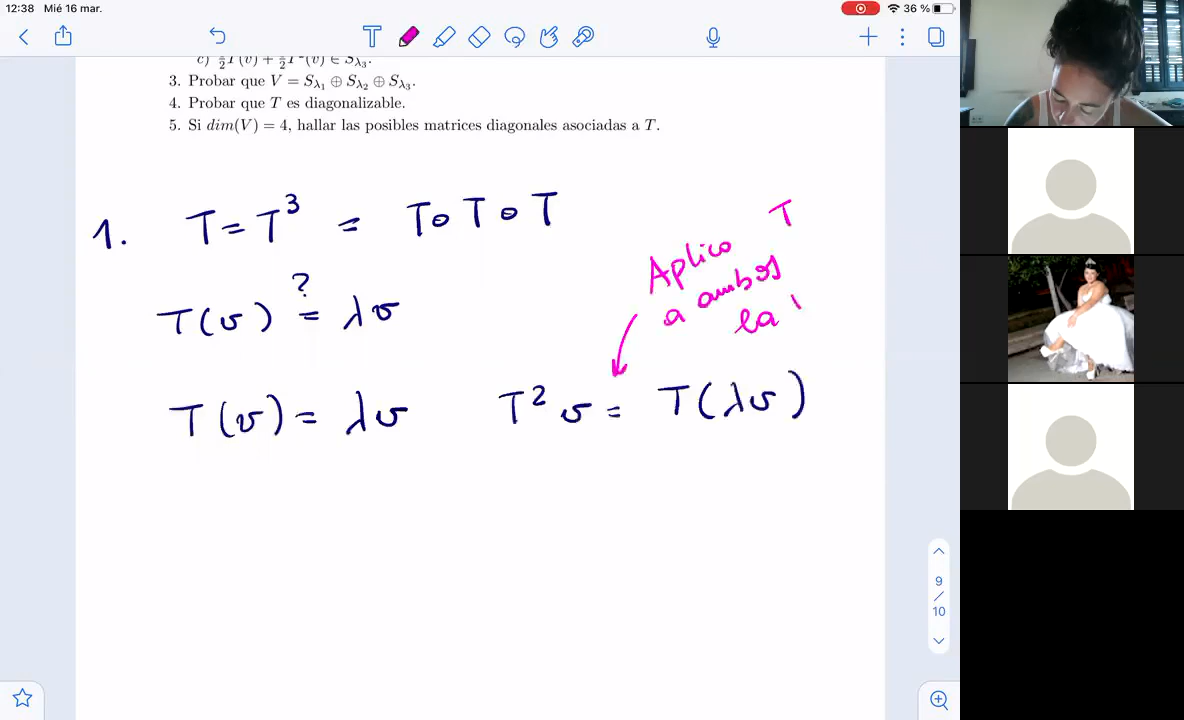 12:38 Mié 16 mar.
36 %
3. Probar que V = S_{λ1} ⊕ S_{λ2} ⊕ S_{λ3}.
4. Probar que T es diagonalizable.
5. Si dim(V) = 4, hallar las posibles matrices diagonales asociadas a T.
1. T = T³ = T∘T∘T
Aplico T
a ambos
la
T(v) ≟ λv
T(v) = λv T²v = T(λv)
9
/
10